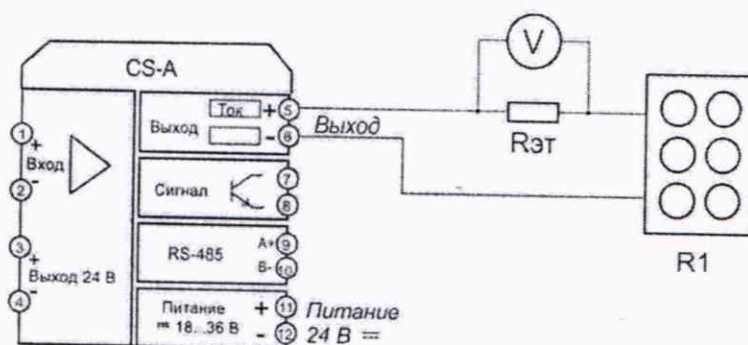 CS-A
1
+
Вход
-
2
3
+
Выход 24 В
-
4
Ток
+
5
Выход
-
6
Выход
Сигнал
7
8
RS-485
A+
9
B-
10
Питание
+
11
⎓ 18...36 В
-
12
Питание
24 В ⎓
V
Rэт
R1